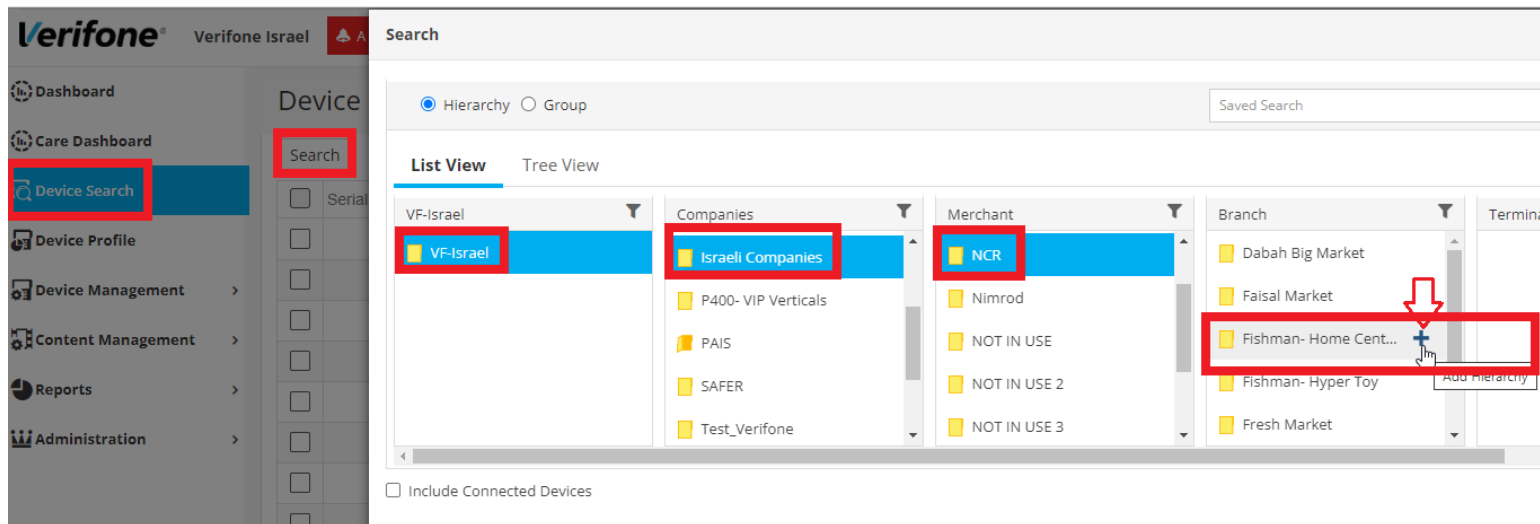 Verifone® Verifone Israel A
Dashboard
Care Dashboard
Device Search
Device Profile
Device Management
Content Management
Reports
Administration
Device
Search
Serial
Search
Hierarchy Group
Saved Search
List View Tree View
VF-Israel
VF-Israel
Companies
Israeli Companies
P400- VIP Verticals
PAIS
SAFER
Test_Verifone
Merchant
NCR
Nimrod
NOT IN USE
NOT IN USE 2
NOT IN USE 3
Branch
Dabah Big Market
Faisal Market
Fishman- Home Cent...
Fishman- Hyper Toy
Fresh Market
Add Hierarchy
Termina
Include Connected Devices